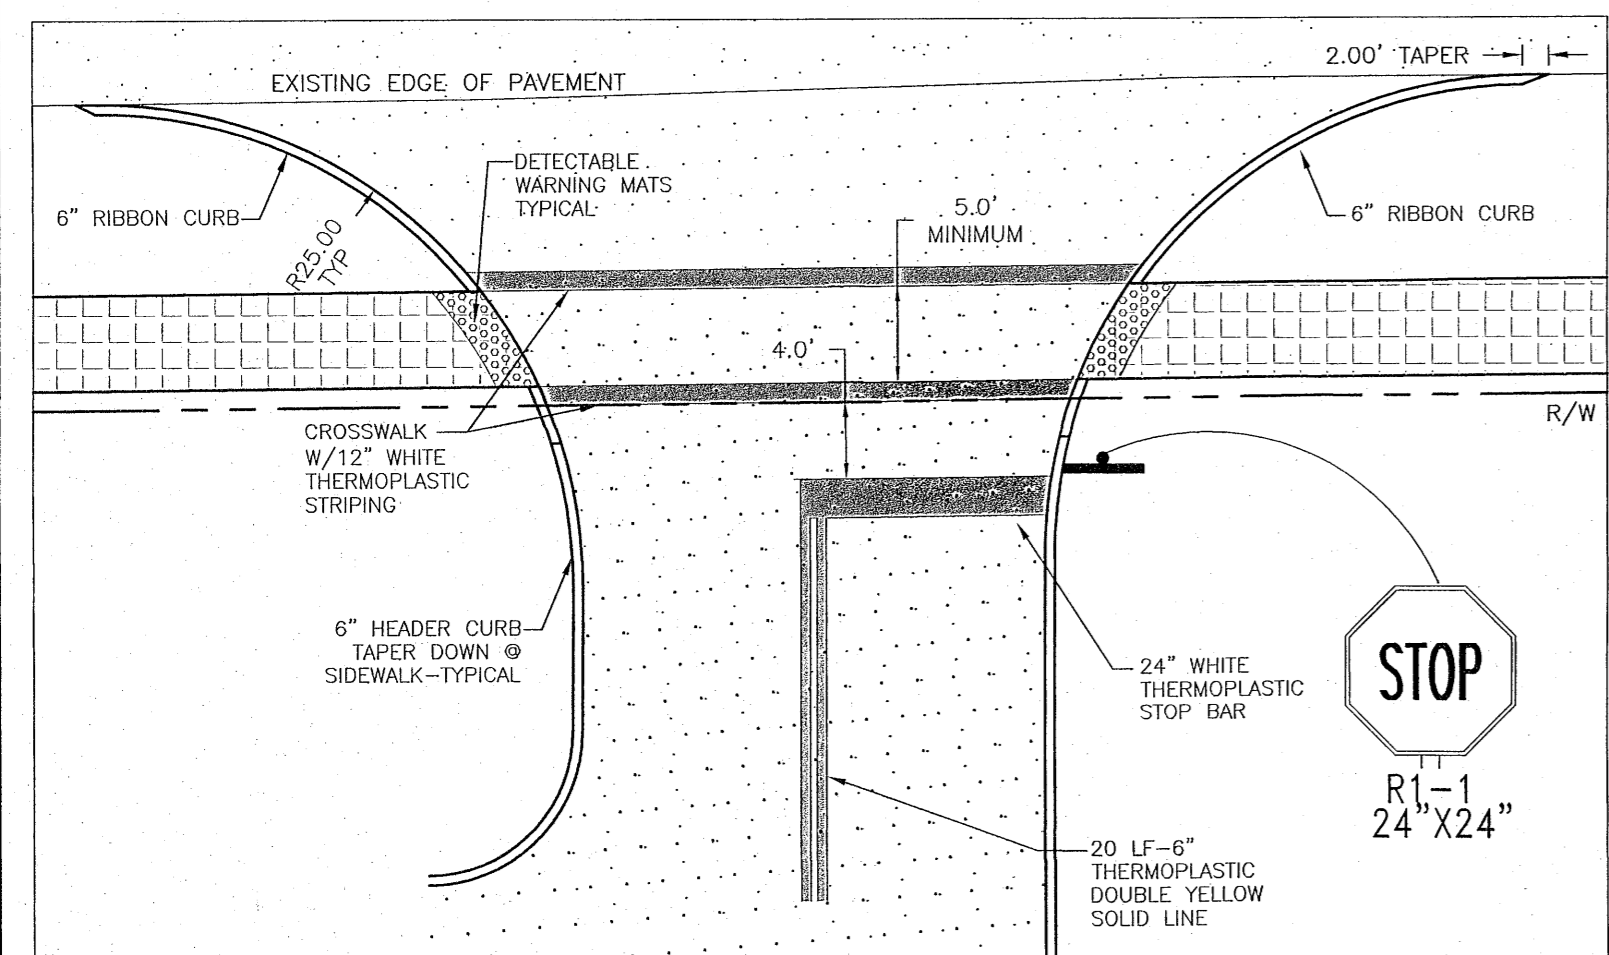 2.00' TAPER
EXISTING EDGE OF PAVEMENT
DETECTABLE
WARNING MATS
TYPICAL
6" RIBBON CURB
R25.00
TYP
5.0'
MINIMUM
6" RIBBON CURB
4.0'
R/W
CROSSWALK
W/12" WHITE
THERMOPLASTIC
STRIPING
6" HEADER CURB
TAPER DOWN @
SIDEWALK-TYPICAL
24" WHITE
THERMOPLASTIC
STOP BAR
STOP
R1-1
24"X24"
20 LF-6"
THERMOPLASTIC
DOUBLE YELLOW
SOLID LINE